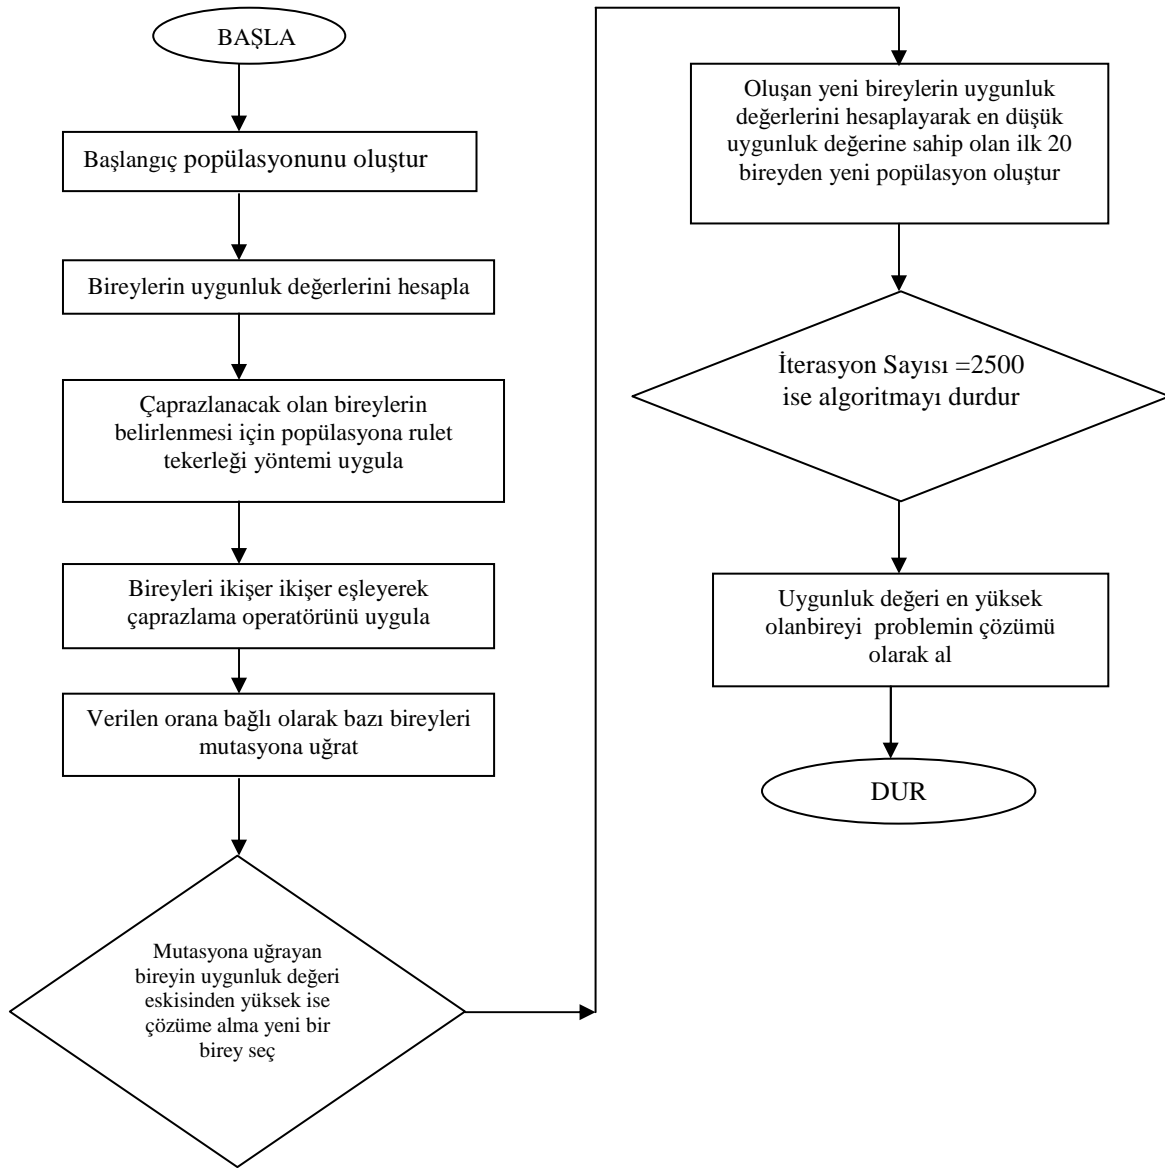 BAŞLA
Başlangıç popülasyonunu oluştur
Bireylerin uygunluk değerlerini hesapla
Çaprazlanacak olan bireylerin
belirlenmesi için popülasyona rulet
tekerleği yöntemi uygula
Bireyleri ikişer ikişer eşleyerek
çaprazlama operatörünü uygula
Verilen orana bağlı olarak bazı bireyleri
mutasyona uğrat
Mutasyona uğrayan
bireyin uygunluk değeri
eskisinden yüksek ise
çözüme alma yeni bir
birey seç
Oluşan yeni bireylerin uygunluk
değerlerini hesaplayarak en düşük
uygunluk değerine sahip olan ilk 20
bireyden yeni popülasyon oluştur
İterasyon Sayısı =2500
ise algoritmayı durdur
Uygunluk değeri en yüksek
olanbireyi problemin çözümü
olarak al
DUR